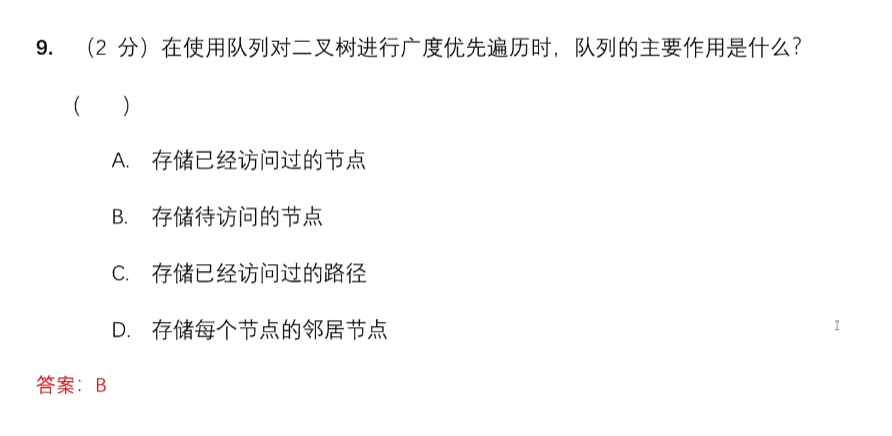 9. （2 分）在使用队列对二叉树进行广度优先遍历时，队列的主要作用是什么？
（ ）
A. 存储已经访问过的节点
B. 存储待访问的节点
C. 存储已经访问过的路径
D. 存储每个节点的邻居节点
答案：B